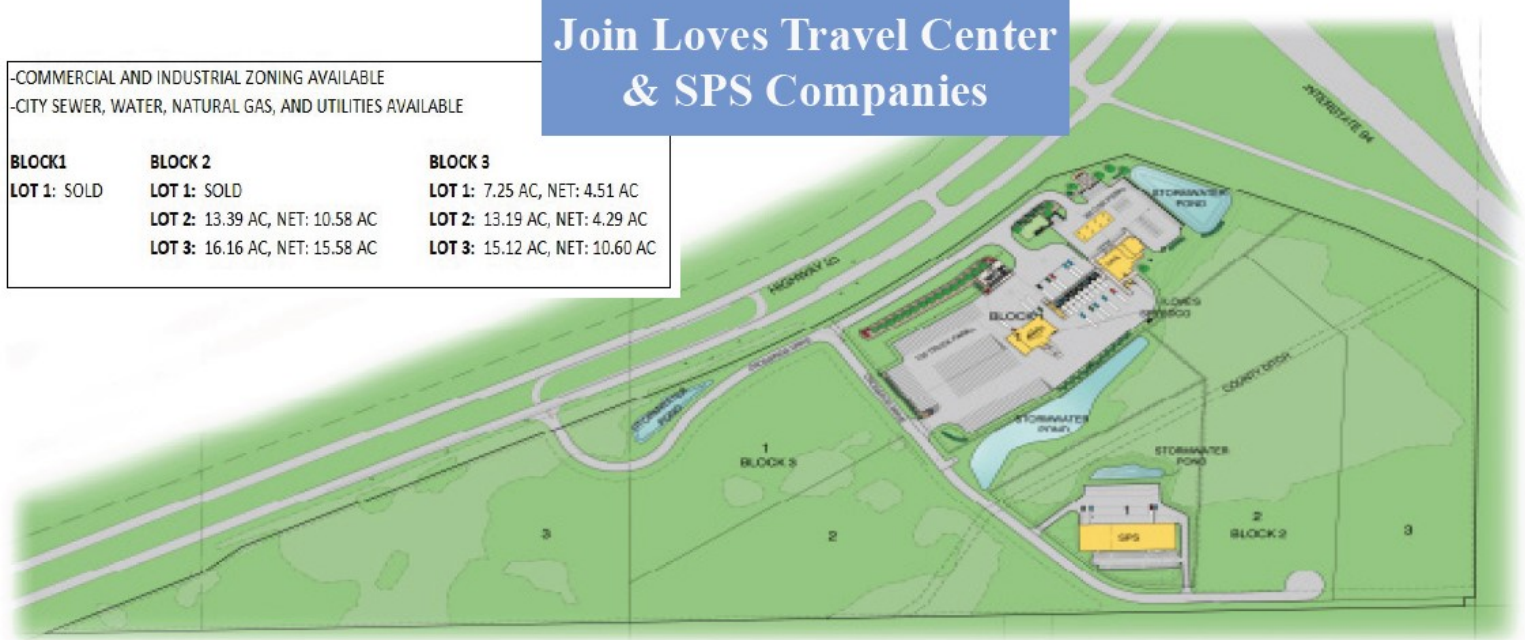 Join Loves Travel Center
& SPS Companies
-COMMERCIAL AND INDUSTRIAL ZONING AVAILABLE
-CITY SEWER, WATER, NATURAL GAS, AND UTILITIES AVAILABLE
BLOCK1 BLOCK 2 BLOCK 3
LOT 1: SOLD LOT 1: SOLD LOT 1: 7.25 AC, NET: 4.51 AC
LOT 2: 13.39 AC, NET: 10.58 AC LOT 2: 13.19 AC, NET: 4.29 AC
LOT 3: 16.16 AC, NET: 15.58 AC LOT 3: 15.12 AC, NET: 10.60 AC
INTERSTATE 94
STORMWATER
POND
HIGHWAY
BLOCK
COUNTY DITCH
STORMWATER
POND
STORMWATER
POND
STORMWATER
POND
1
BLOCK 3
1
SPS
2
BLOCK 2
3
2
3